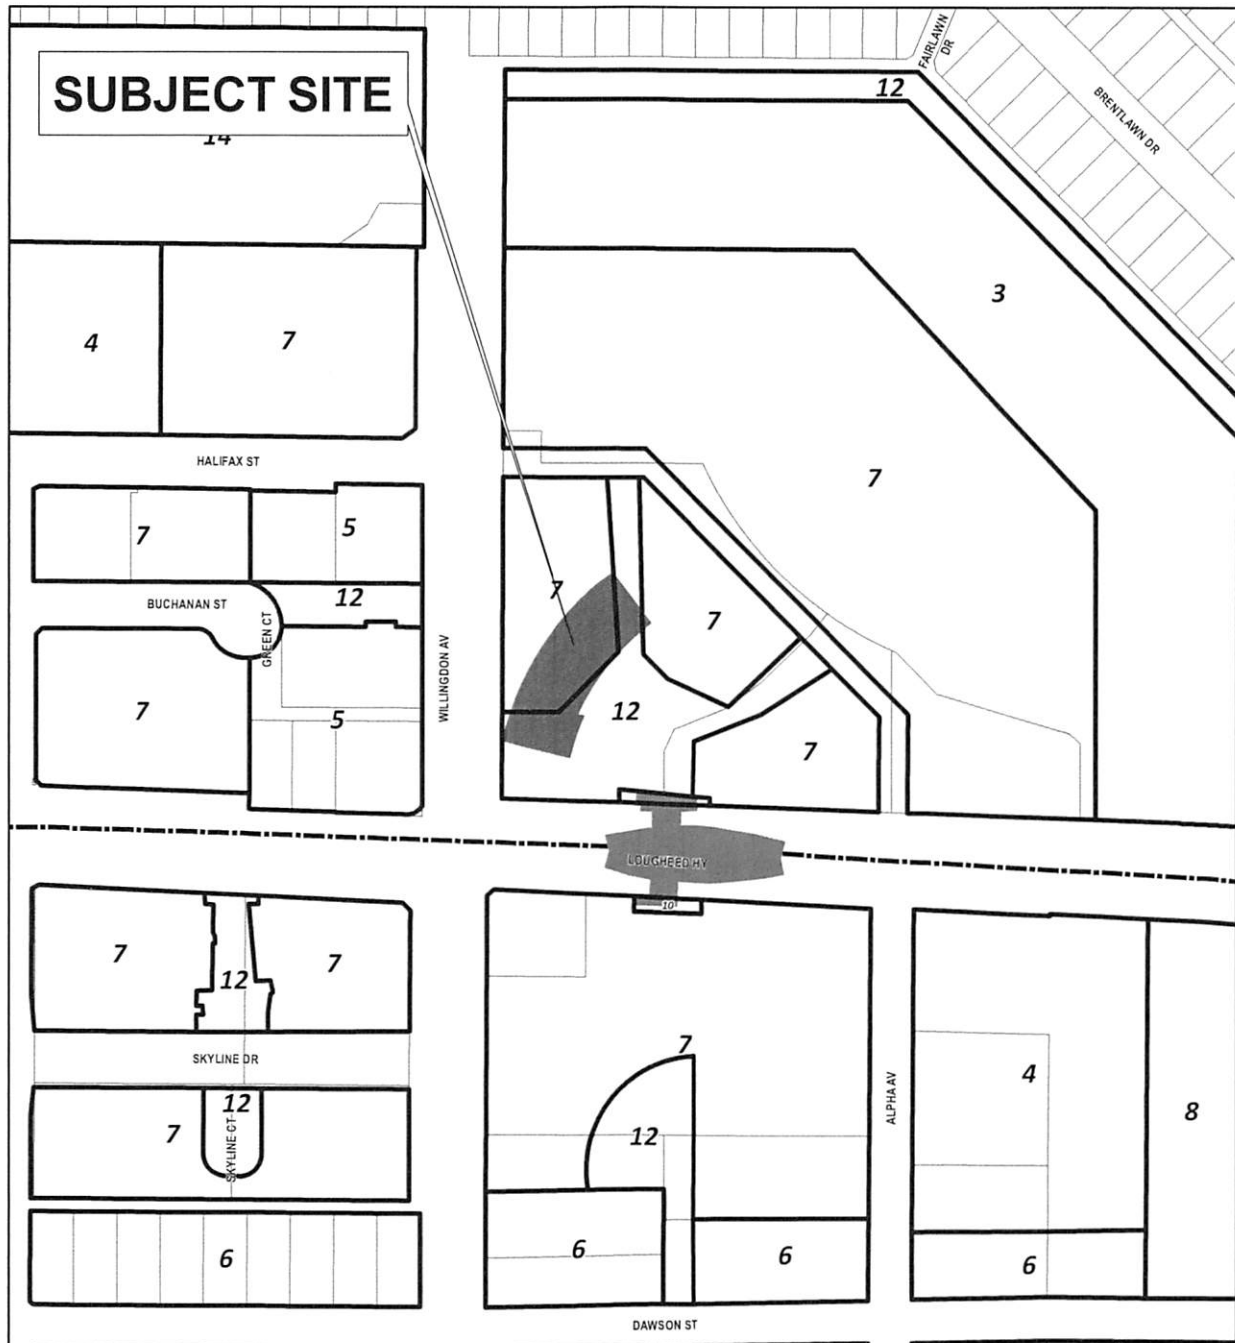 FAIRLAWN
DR
12
SUBJECT SITE
BRENTLAWN DR
14
3
4
7
HALIFAX ST
7
7
5
7
BUCHANAN ST
12
GREEN CT
7
WILLINGDON AV
7
5
12
7
LOUGHEED HY
10
7
12
7
7
SKYLINE DR
ALPHA AV
4
12
8
7
SKYLINE CT
12
6
6
6
6
DAWSON ST